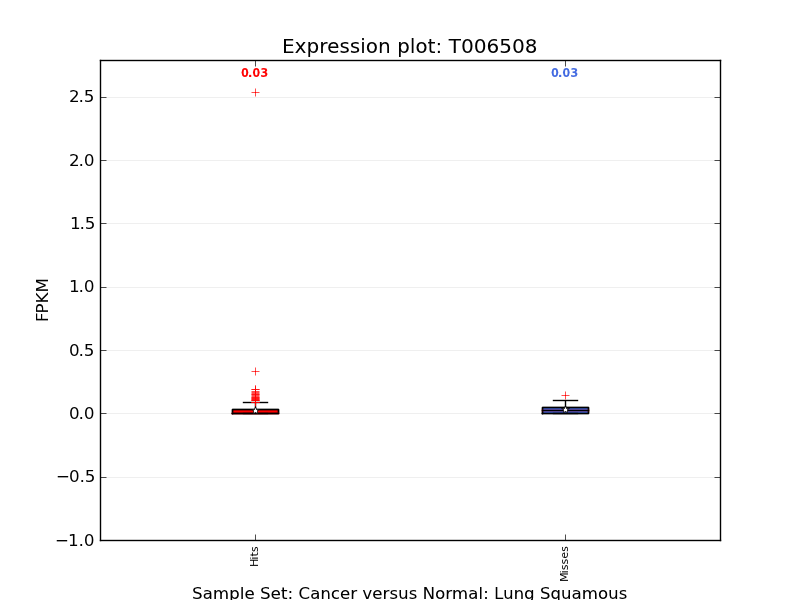 Expression plot: T006508
0.03 0.03
2.5
2.0
1.5
1.0
0.5
0.0
−0.5
−1.0
FPKM
Hits Misses
Sample Set: Cancer versus Normal: Lung Squamous